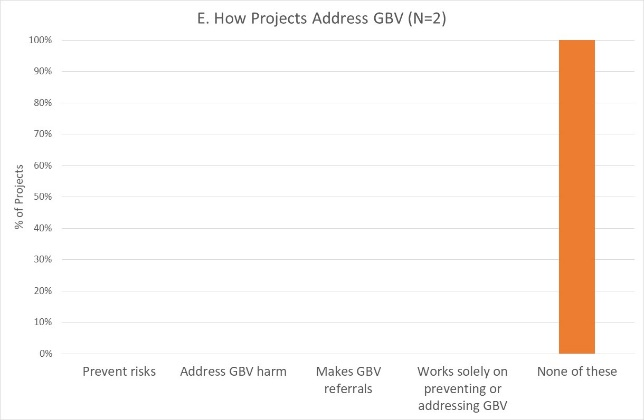 E. How Projects Address GBV (N=2)
100%
90%
80%
70%
60%
50%
40%
30%
20%
10%
0%
% of Projects
Prevent risks
Address GBV harm
Makes GBV
referrals
Works solely on
preventing or
addressing GBV
None of these